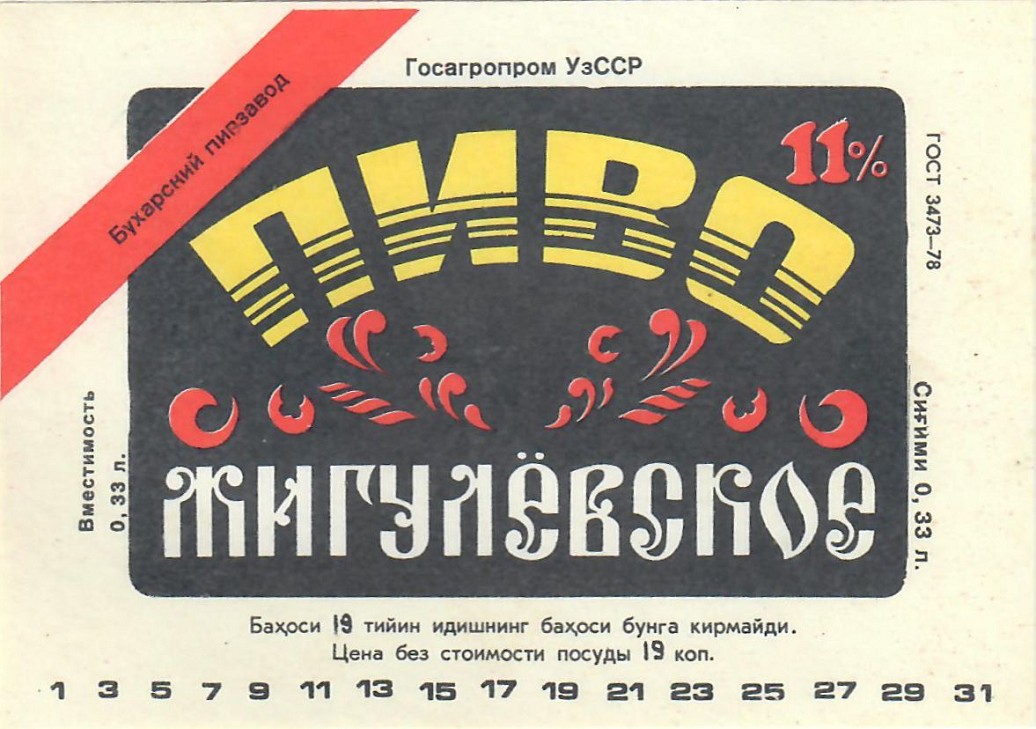 Госагропром УзССР
Бухарский пивзавод
ПИВО
11%
ГОСТ 3473–78
Вместимость
0,33 л.
Сиғими 0,33 л.
ЖИГУЛЁВСКОЕ
Баҳоси 19 тийин идишнинг баҳоси бунга кирмайди.
Цена без стоимости посуды 19 коп.
1 3 5 7 9 11 13 15 17 19 21 23 25 27 29 31